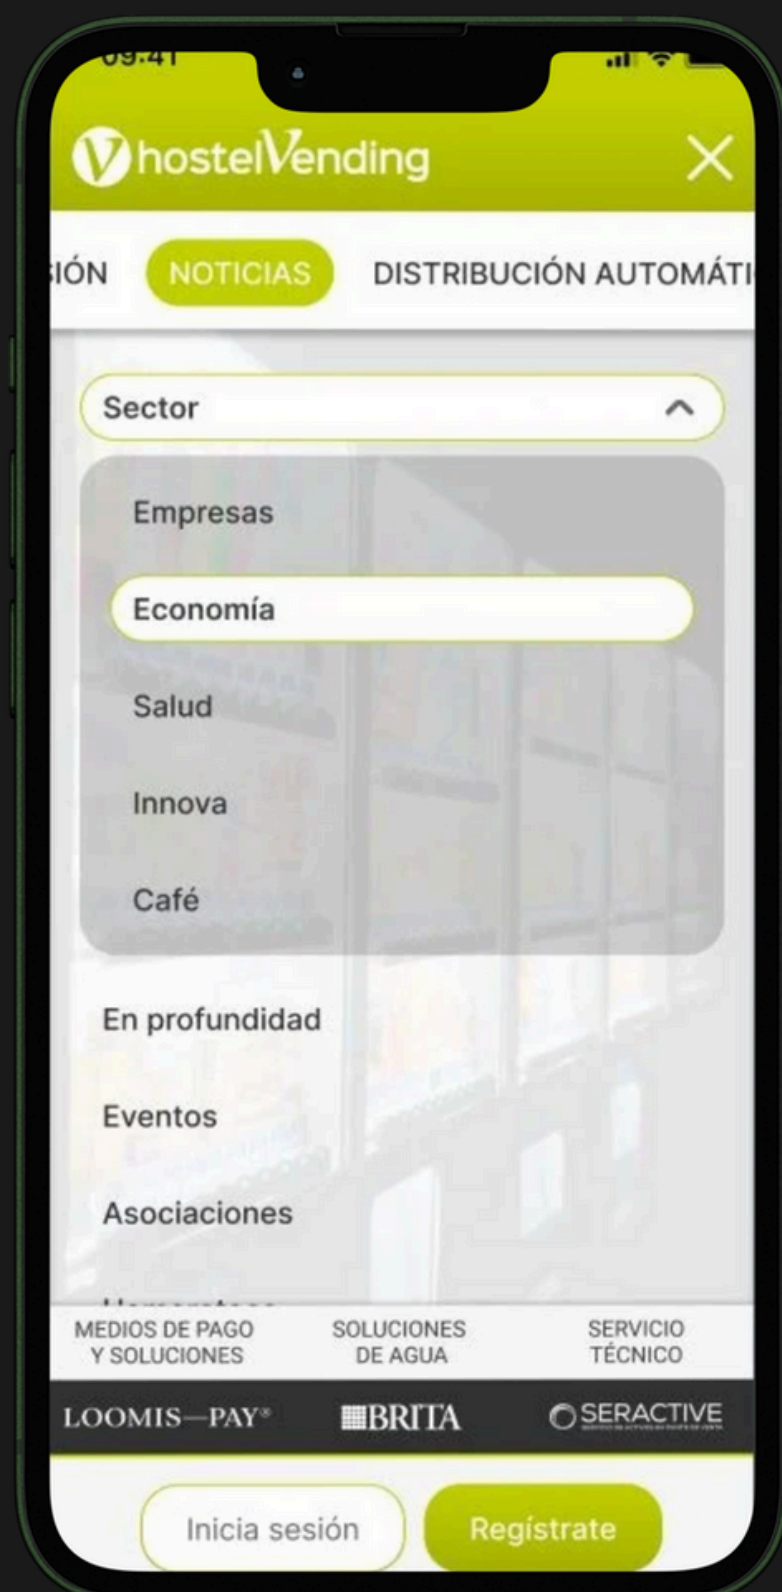 09:41
hostelVending
IÓN NOTICIAS DISTRIBUCIÓN AUTOMÁTI
Sector
Empresas
Economía
Salud
Innova
Café
En profundidad
Eventos
Asociaciones
MEDIOS DE PAGO
Y SOLUCIONES
SOLUCIONES
DE AGUA
SERVICIO
TÉCNICO
LOOMIS—PAY®
BRITA
SERACTIVE
Inicia sesión
Regístrate